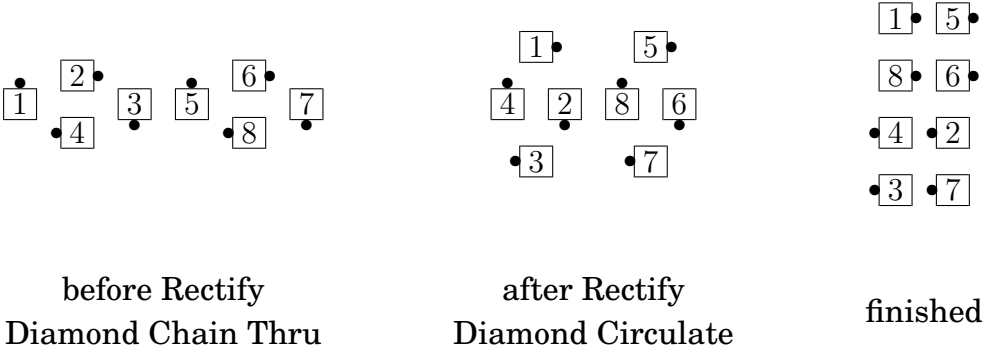 1 5
2 6 1 5 8 6
1 3 5 7 4 2 8 6
4 8 4 2
3 7 3 7
before Rectify after Rectify
Diamond Chain Thru Diamond Circulate finished